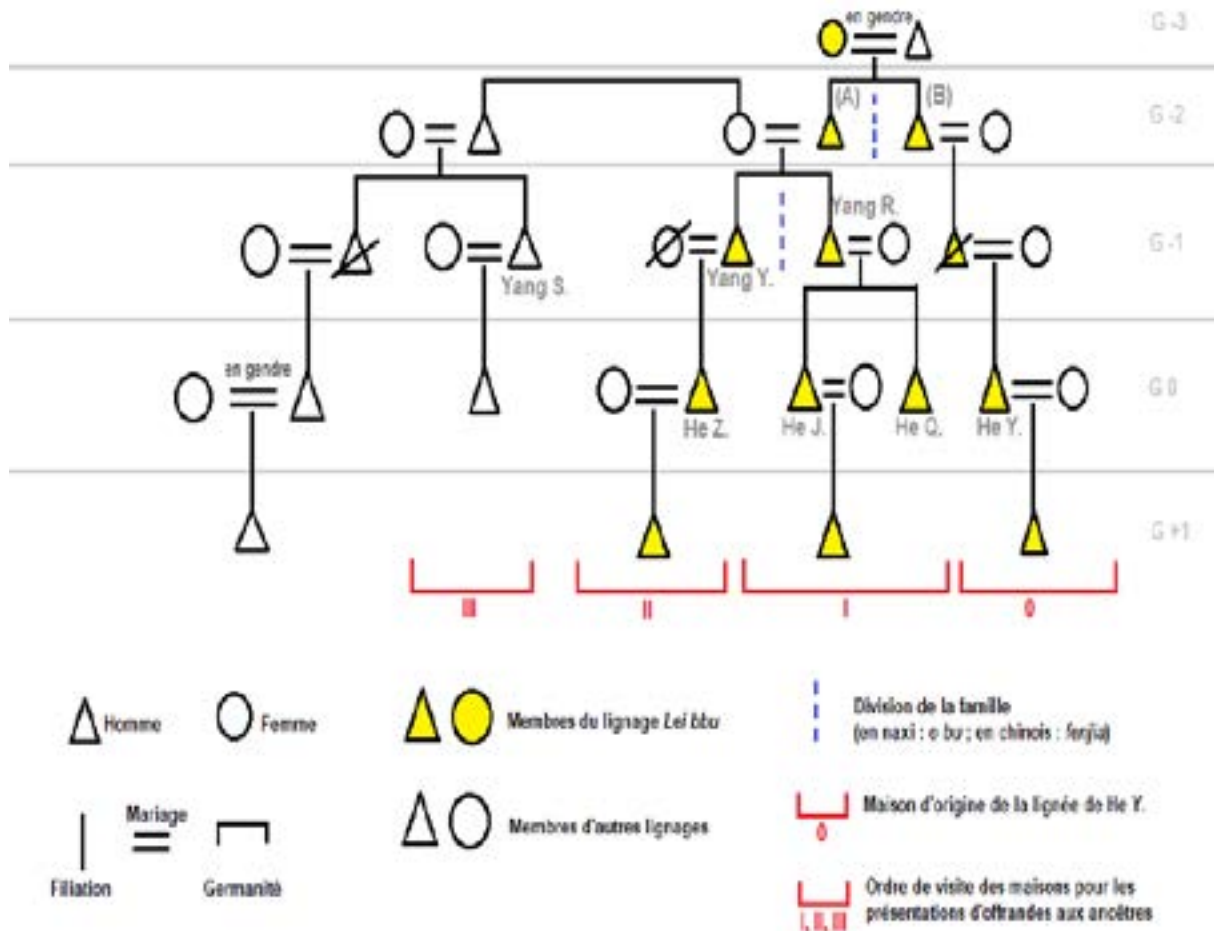 en gendre
G -3
(A)
(B)
G -2
Yang R.
G -1
Yang S.
Yang Y.
en gendre
G 0
He Z.
He J.
He Q.
He Y.
G +1
III
II
I
0
Homme
Femme
Membres du lignage Lei bbu
Division de la famille
(en naxi : o bu ; en chinois : fenjia)
Mariage
Filiation
Germanité
Membres d'autres lignages
Maison d'origine de la lignée de He Y.
0
Ordre de visite des maisons pour les
présentations d'offrandes aux ancêtres
I, II, III